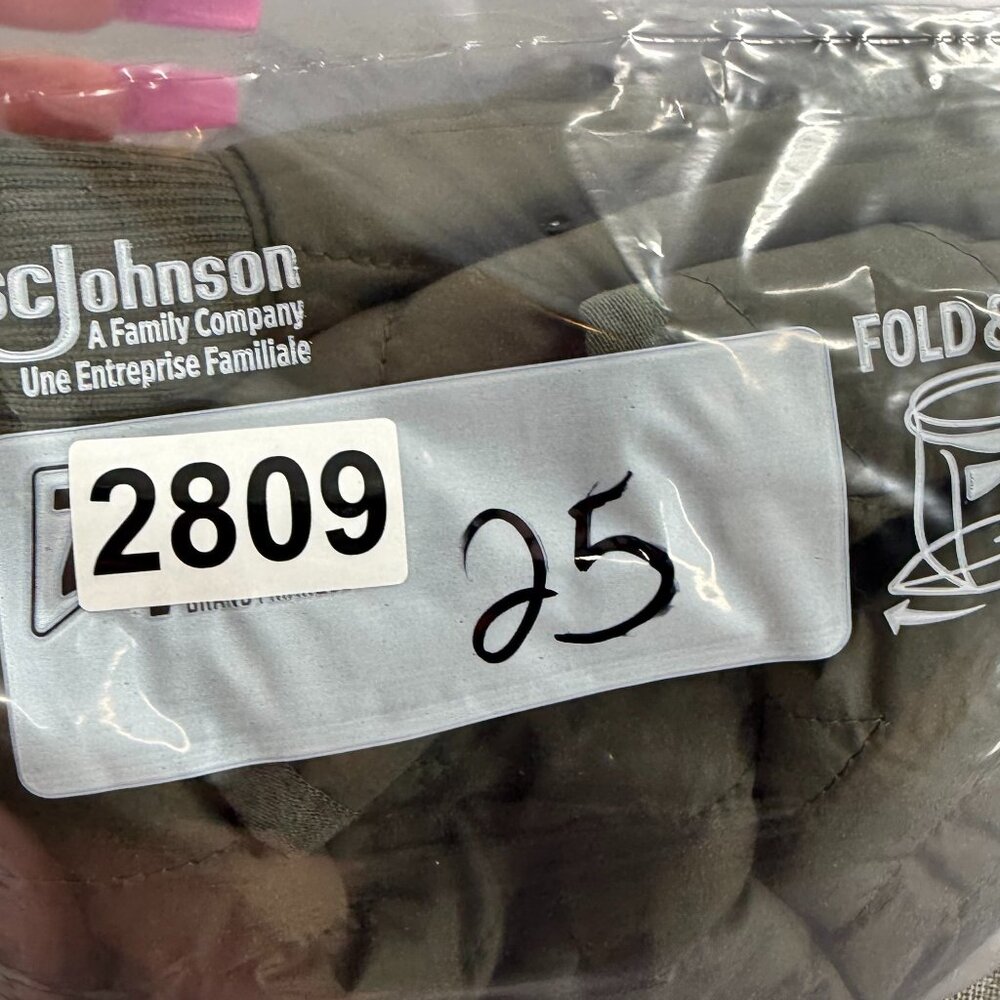 scJohnson
A Family Company
Une Entreprise Familiale
FOLD &
2809
25